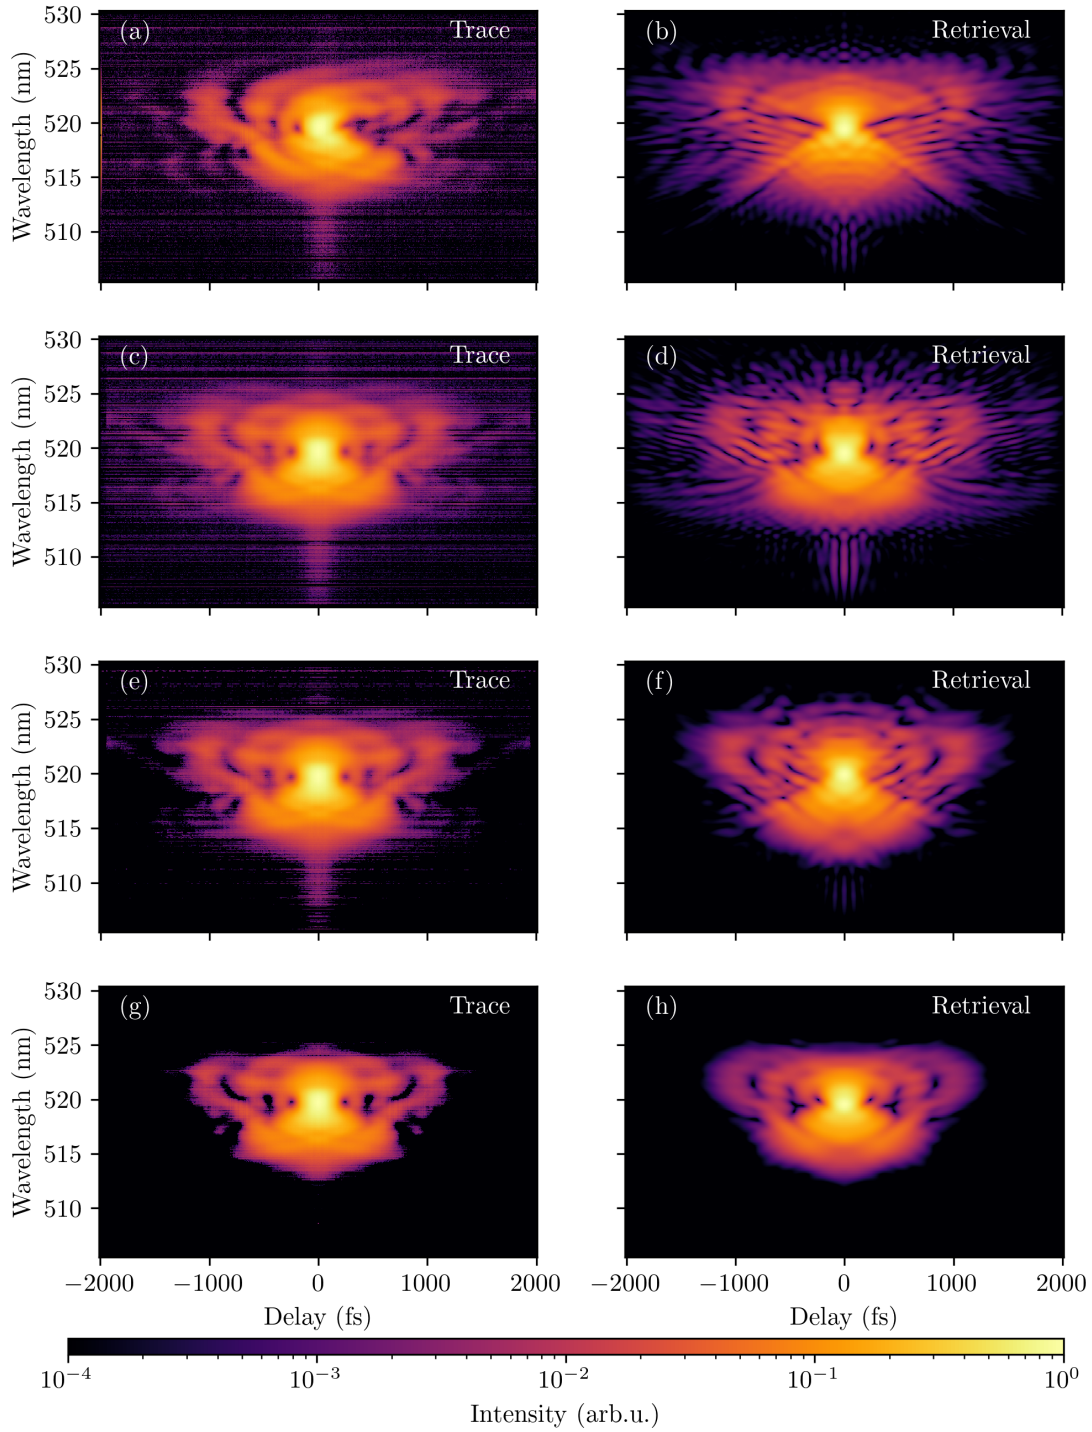 530
(a) Trace
(b) Retrieval
525
520
515
510
Wavelength (nm)
530
(c) Trace
(d) Retrieval
525
520
515
510
Wavelength (nm)
530
(e) Trace
(f) Retrieval
525
520
515
510
Wavelength (nm)
530
(g) Trace
(h) Retrieval
525
520
515
510
Wavelength (nm)
−2000 −1000 0 1000 2000
−2000 −1000 0 1000 2000
Delay (fs)
Delay (fs)
10⁻⁴ 10⁻³ 10⁻² 10⁻¹ 10⁰
Intensity (arb.u.)